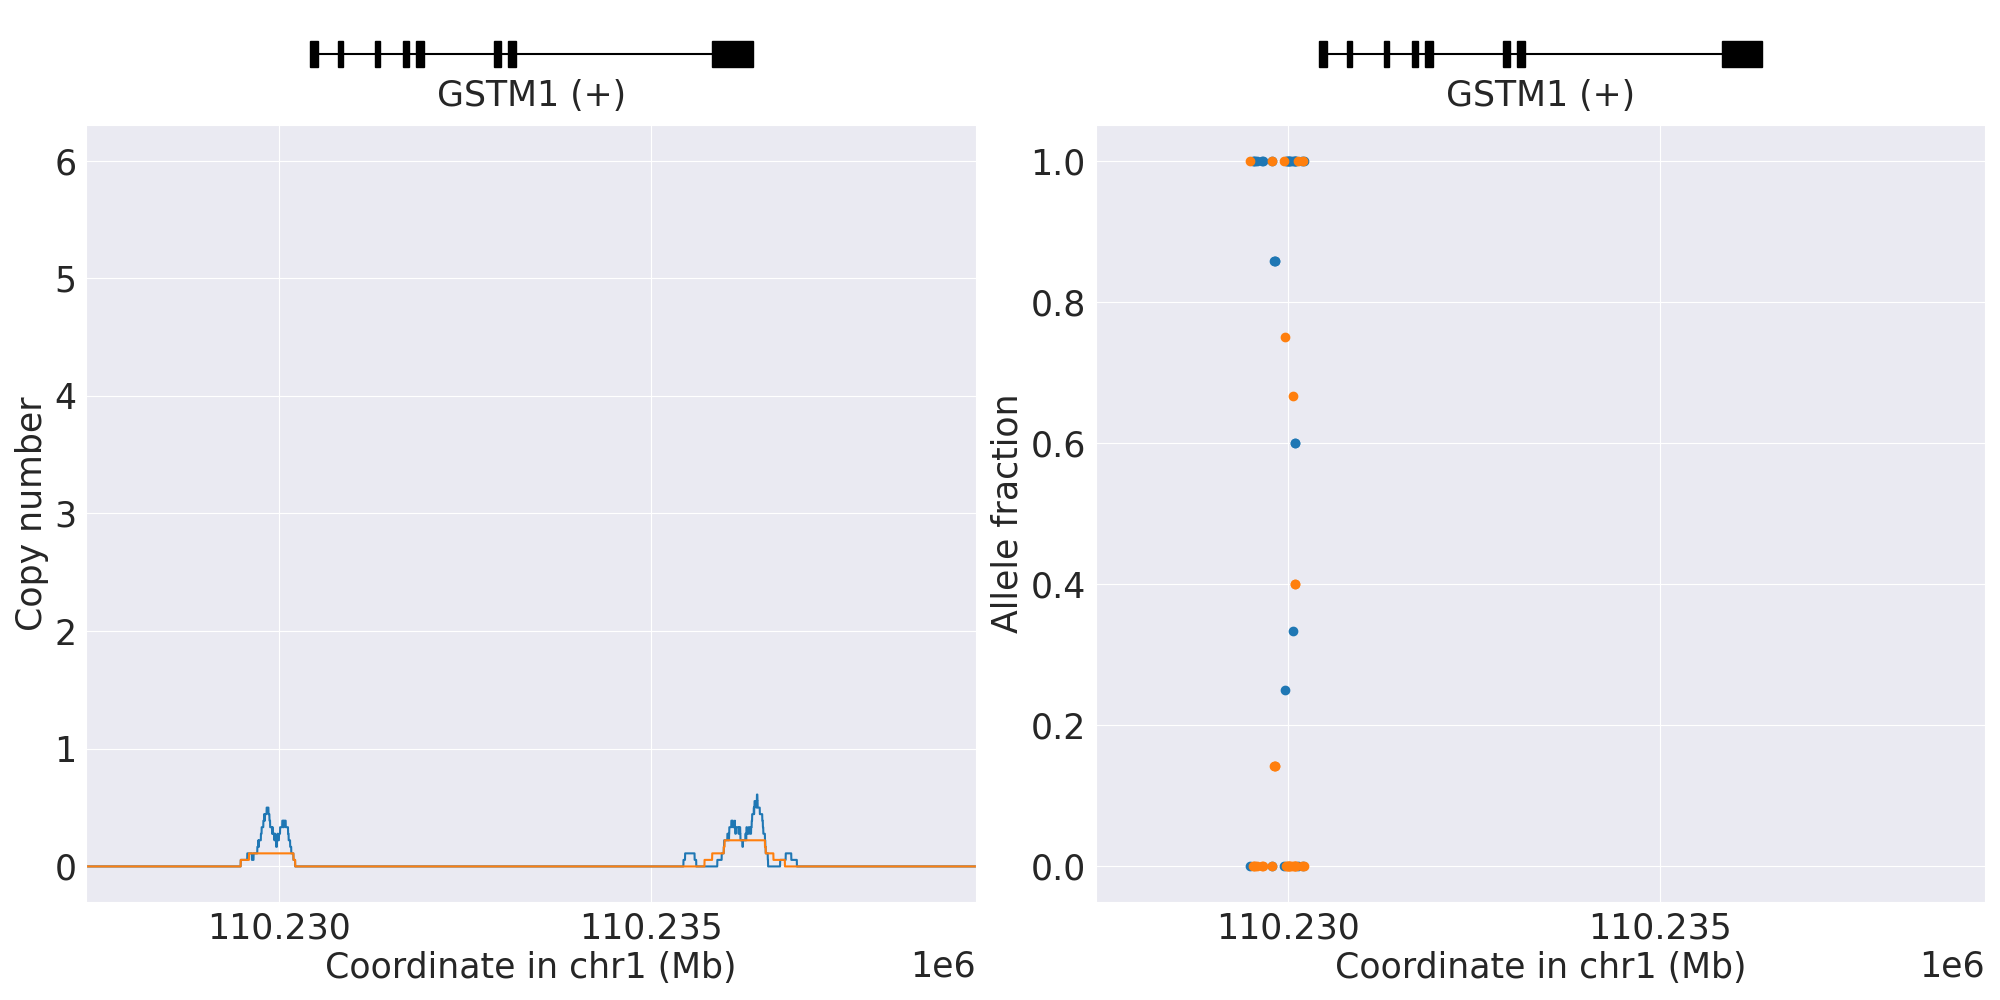 GSTM1 (+)
6
5
4
3
2
1
0
Copy number
110.230
110.235
Coordinate in chr1 (Mb)
1e6
GSTM1 (+)
1.0
0.8
0.6
0.4
0.2
0.0
Allele fraction
110.230
110.235
Coordinate in chr1 (Mb)
1e6